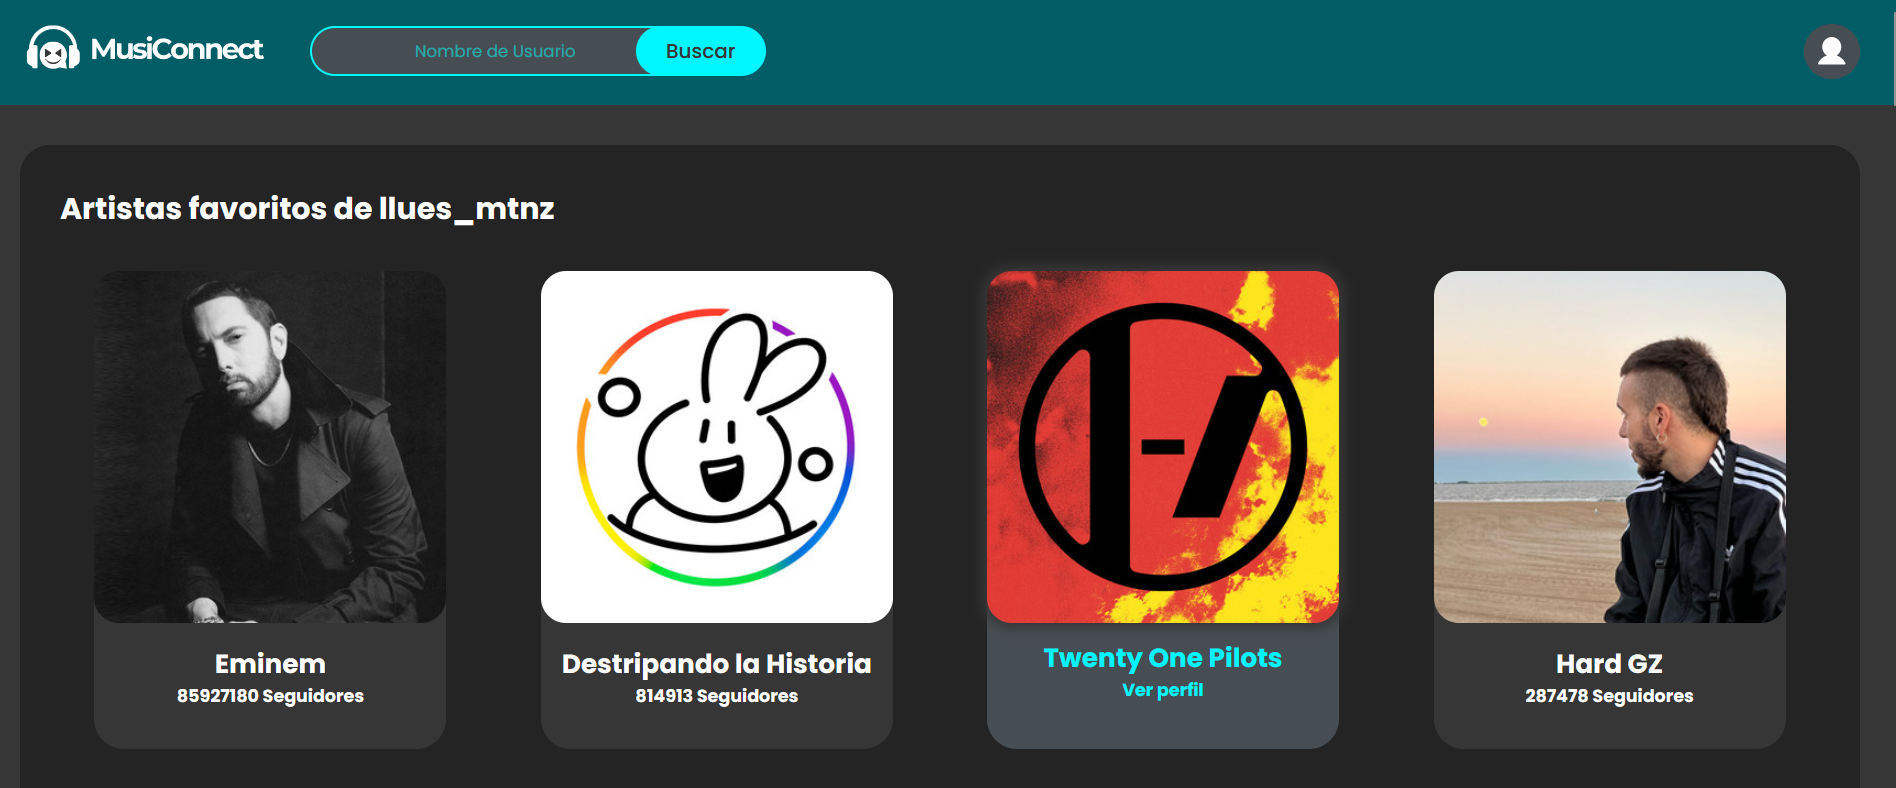 MusiConnect
Nombre de Usuario
Buscar
Artistas favoritos de llues_mtnz
Eminem
85927180 Seguidores
Destripando la Historia
814913 Seguidores
Twenty One Pilots
Ver perfil
Hard GZ
287478 Seguidores